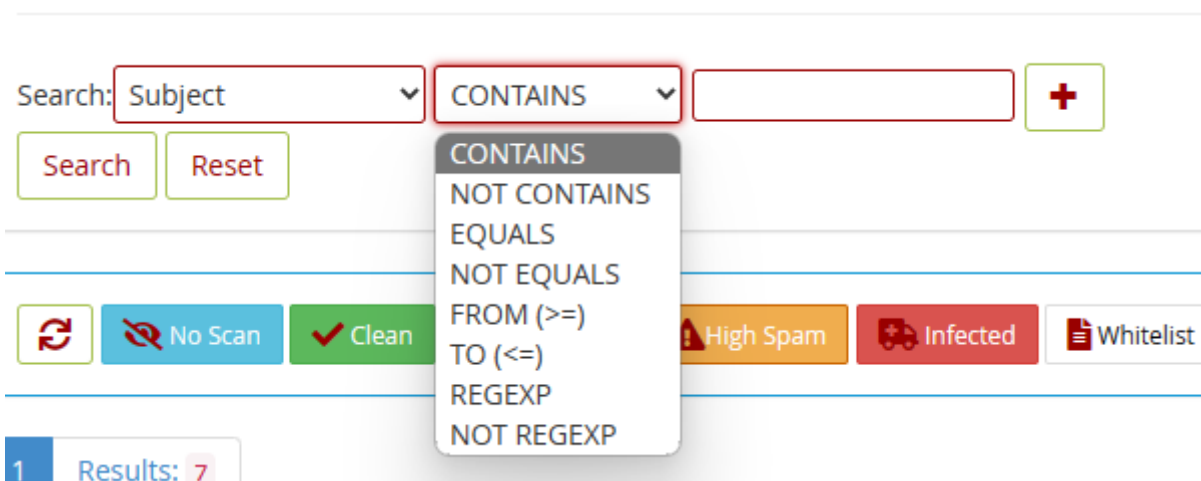 Search: Subject CONTAINS
Search Reset
CONTAINS
NOT CONTAINS
EQUALS
NOT EQUALS
FROM (>=)
TO (<=)
REGEXP
NOT REGEXP
No Scan Clean High Spam Infected Whitelist
1 Results: 7